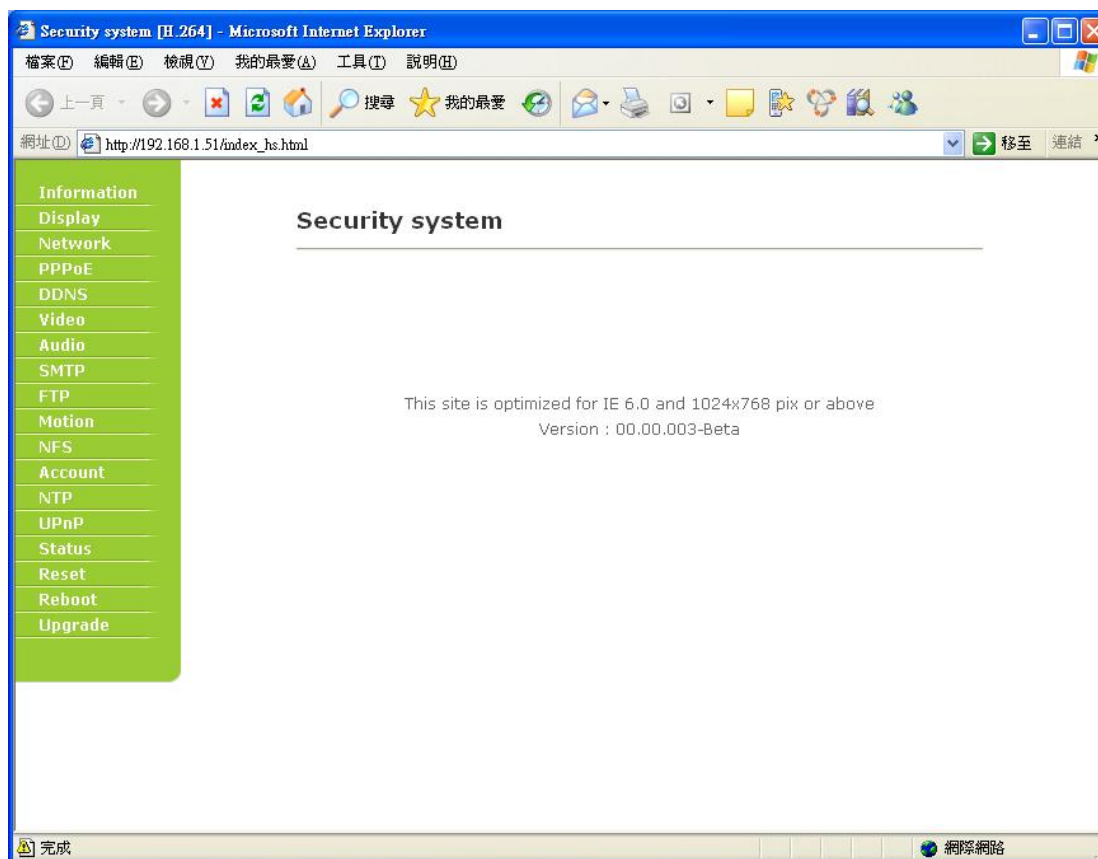 Security system [H.264] - Microsoft Internet Explorer
檔案(F) 編輯(E) 檢視(V) 我的最愛(A) 工具(T) 說明(H)
上一頁 搜尋 我的最愛
網址(D) http://192.168.1.51/index_hs.html 移至 連結
Information
Display
Network
PPPoE
DDNS
Video
Audio
SMTP
FTP
Motion
NFS
Account
NTP
UPnP
Status
Reset
Reboot
Upgrade
Security system
This site is optimized for IE 6.0 and 1024x768 pix or above
Version : 00.00.003-Beta
完成 網際網路